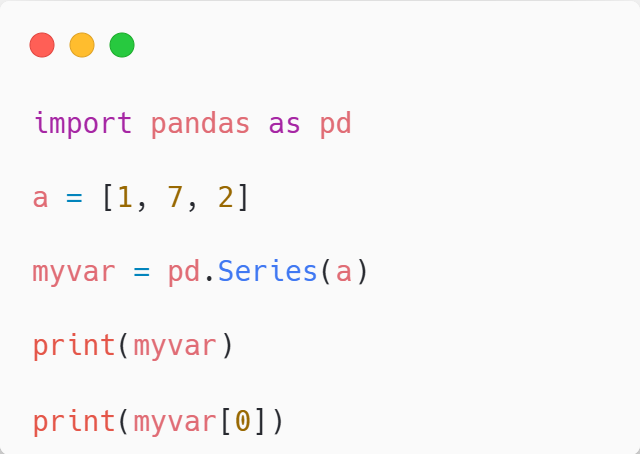 import pandas as pd
a = [1, 7, 2]
myvar = pd.Series(a)
print(myvar)
print(myvar[0])